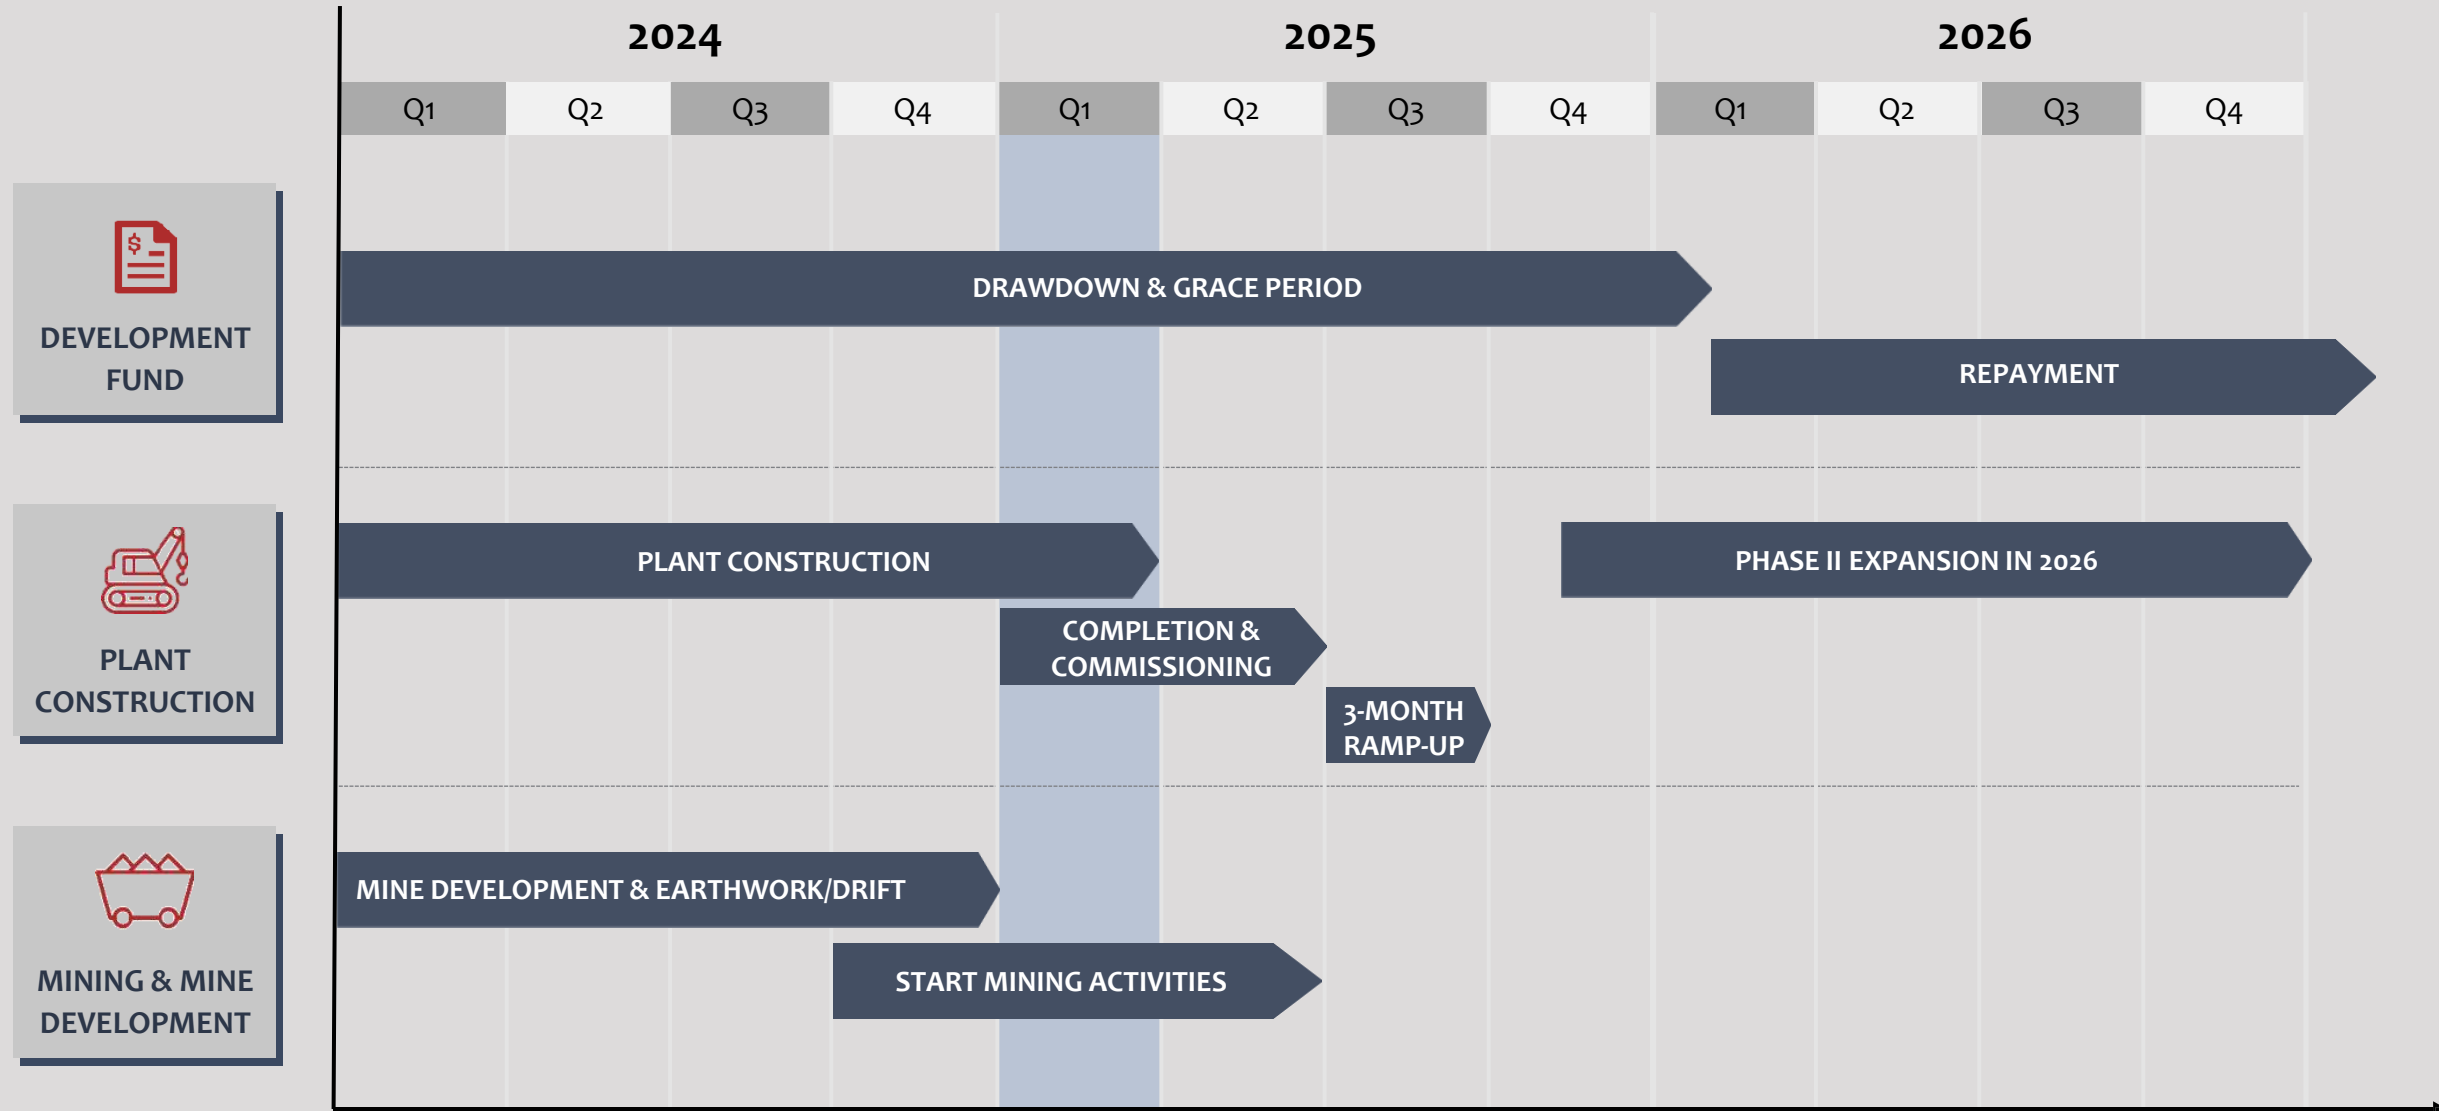 2024
2025
2026
Q1
Q2
Q3
Q4
Q1
Q2
Q3
Q4
Q1
Q2
Q3
Q4
$
DEVELOPMENT
FUND
DRAWDOWN & GRACE PERIOD
REPAYMENT
PLANT
CONSTRUCTION
PLANT CONSTRUCTION
PHASE II EXPANSION IN 2026
COMPLETION &
COMMISSIONING
3-MONTH
RAMP-UP
MINING & MINE
DEVELOPMENT
MINE DEVELOPMENT & EARTHWORK/DRIFT
START MINING ACTIVITIES